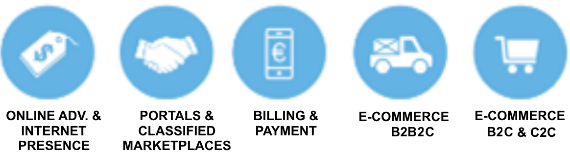 $
€
ONLINE ADV. &
INTERNET
PRESENCE
PORTALS &
CLASSIFIED
MARKETPLACES
BILLING &
PAYMENT
E-COMMERCE
B2B2C
E-COMMERCE
B2C & C2C